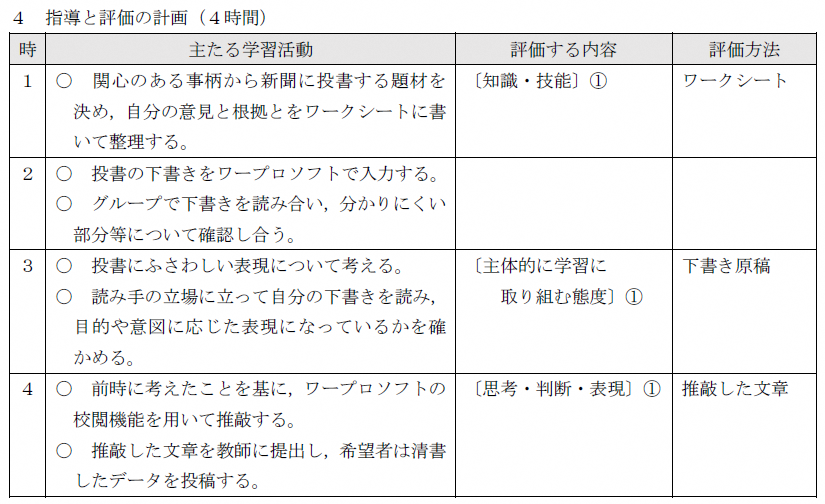 ４　指導と評価の計画（４時間）
時　主たる学習活動　評価する内容　評価方法
１　○　関心のある事柄から新聞に投書する題材を　〔知識・技能〕①　ワークシート
決め，自分の意見と根拠とをワークシートに書
いて整理する。
２　○　投書の下書きをワープロソフトで入力する。
○　グループで下書きを読み合い，分かりにくい
部分等について確認し合う。
３　○　投書にふさわしい表現について考える。　〔主体的に学習に　下書き原稿
○　読み手の立場に立って自分の下書きを読み，　取り組む態度〕①
目的や意図に応じた表現になっているかを確
かめる。
４　○　前時に考えたことを基に，ワープロソフトの　〔思考・判断・表現〕①　推敲した文章
校閲機能を用いて推敲する。
○　推敲した文章を教師に提出し，希望者は清書
したデータを投稿する。